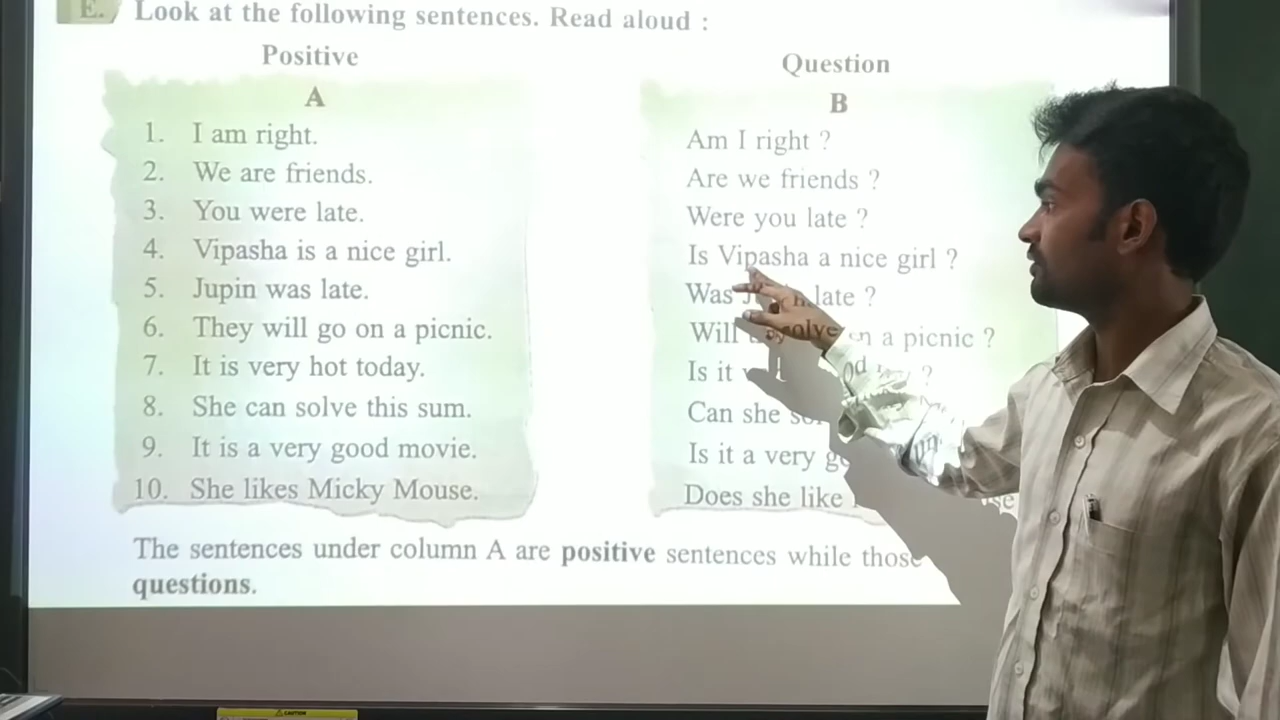 E. Look at the following sentences. Read aloud :
Positive
Question
A
B
1. I am right.
Am I right ?
2. We are friends.
Are we friends ?
3. You were late.
Were you late ?
4. Vipasha is a nice girl.
Is Vipasha a nice girl ?
5. Jupin was late.
Was late ?
6. They will go on a picnic.
Will a picnic ?
7. It is very hot today.
Is it ?
8. She can solve this sum.
Can she
9. It is a very good movie.
Is it a very
10. She likes Micky Mouse.
Does she like
The sentences under column A are positive sentences while those
questions.
CAUTION